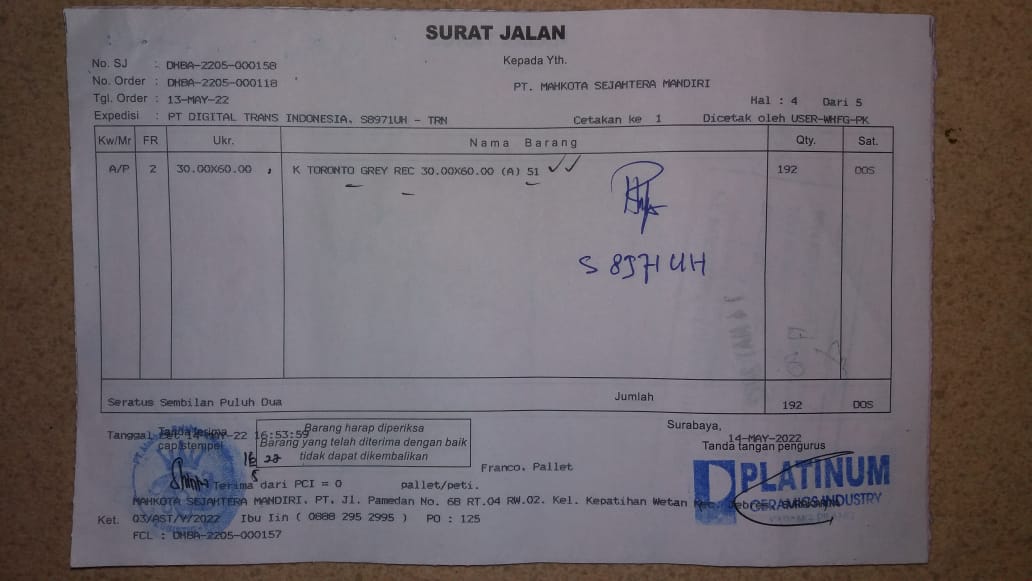 SURAT JALAN
No. SJ : DHBA-2205-000158
No. Order : DHBA-2205-000118
Tgl. Order : 13-MAY-22
Expedisi : PT DIGITAL TRANS INDONESIA. S8971UH - TRN
Kepada Yth.
PT. MAHKOTA SEJAHTERA MANDIRI
Hal : 4 Dari 5
Cetakan ke 1 Dicetak oleh USER-WHFG-PK
Kw/Mr FR Ukr. Nama Barang Qty. Sat.
A/P 2 30.00X60.00 , K TORONTO GREY REC 30.00X60.00 (A) 51 192 DOS
S 8971 UH
Seratus Sembilan Puluh Dua Jumlah 192 DOS
Tanggal 14-MAY-22 16:53:59
Tanda terima
cap/stempel
Barang harap diperiksa
Barang yang telah diterima dengan baik
tidak dapat dikembalikan
Surabaya,
14-MAY-2022
Tanda tangan pengurus
Franco. Pallet
Terima dari PCI = 0 pallet/peti.
MAHKOTA SEJAHTERA MANDIRI. PT. Jl. Pamedan No. 68 RT.04 RW.02. Kel. Kepatihan Wetan Kec.
Ket. 03/AST/V/2022 Ibu Iin ( 0888 295 2995 ) PO : 125
FCL : DHBA-2205-000157
PLATINUM
CERAMICS INDUSTRY